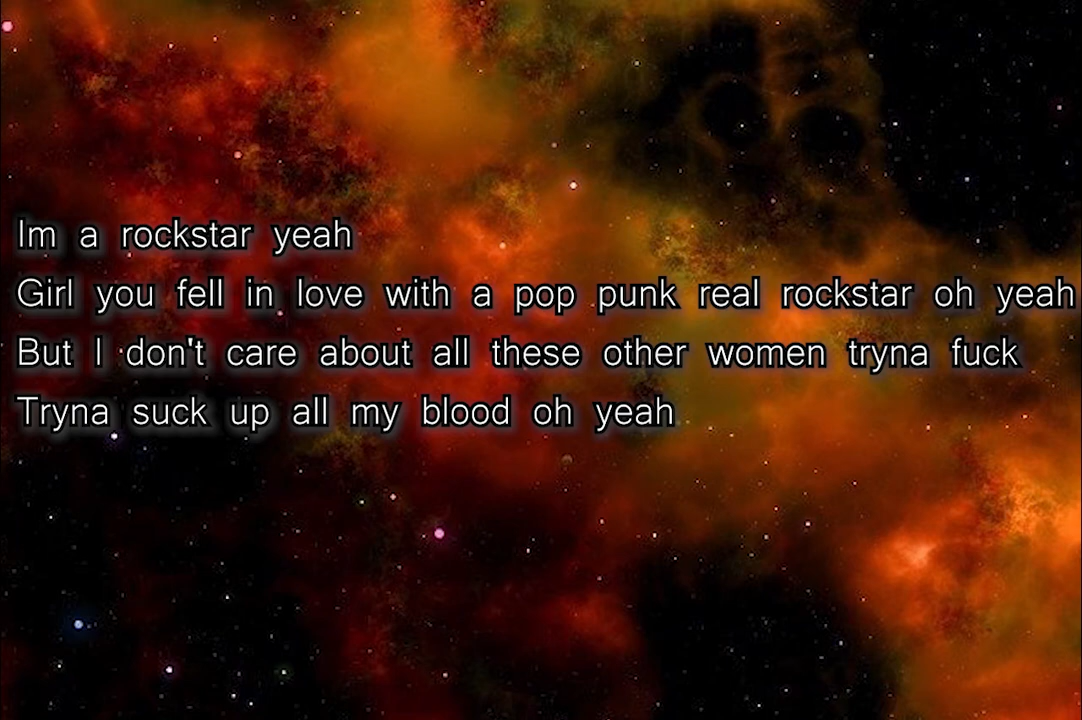 Im a rockstar yeah
Girl you fell in love with a pop punk real rockstar oh yeah
But I don't care about all these other women tryna fuck
Tryna suck up all my blood oh yeah